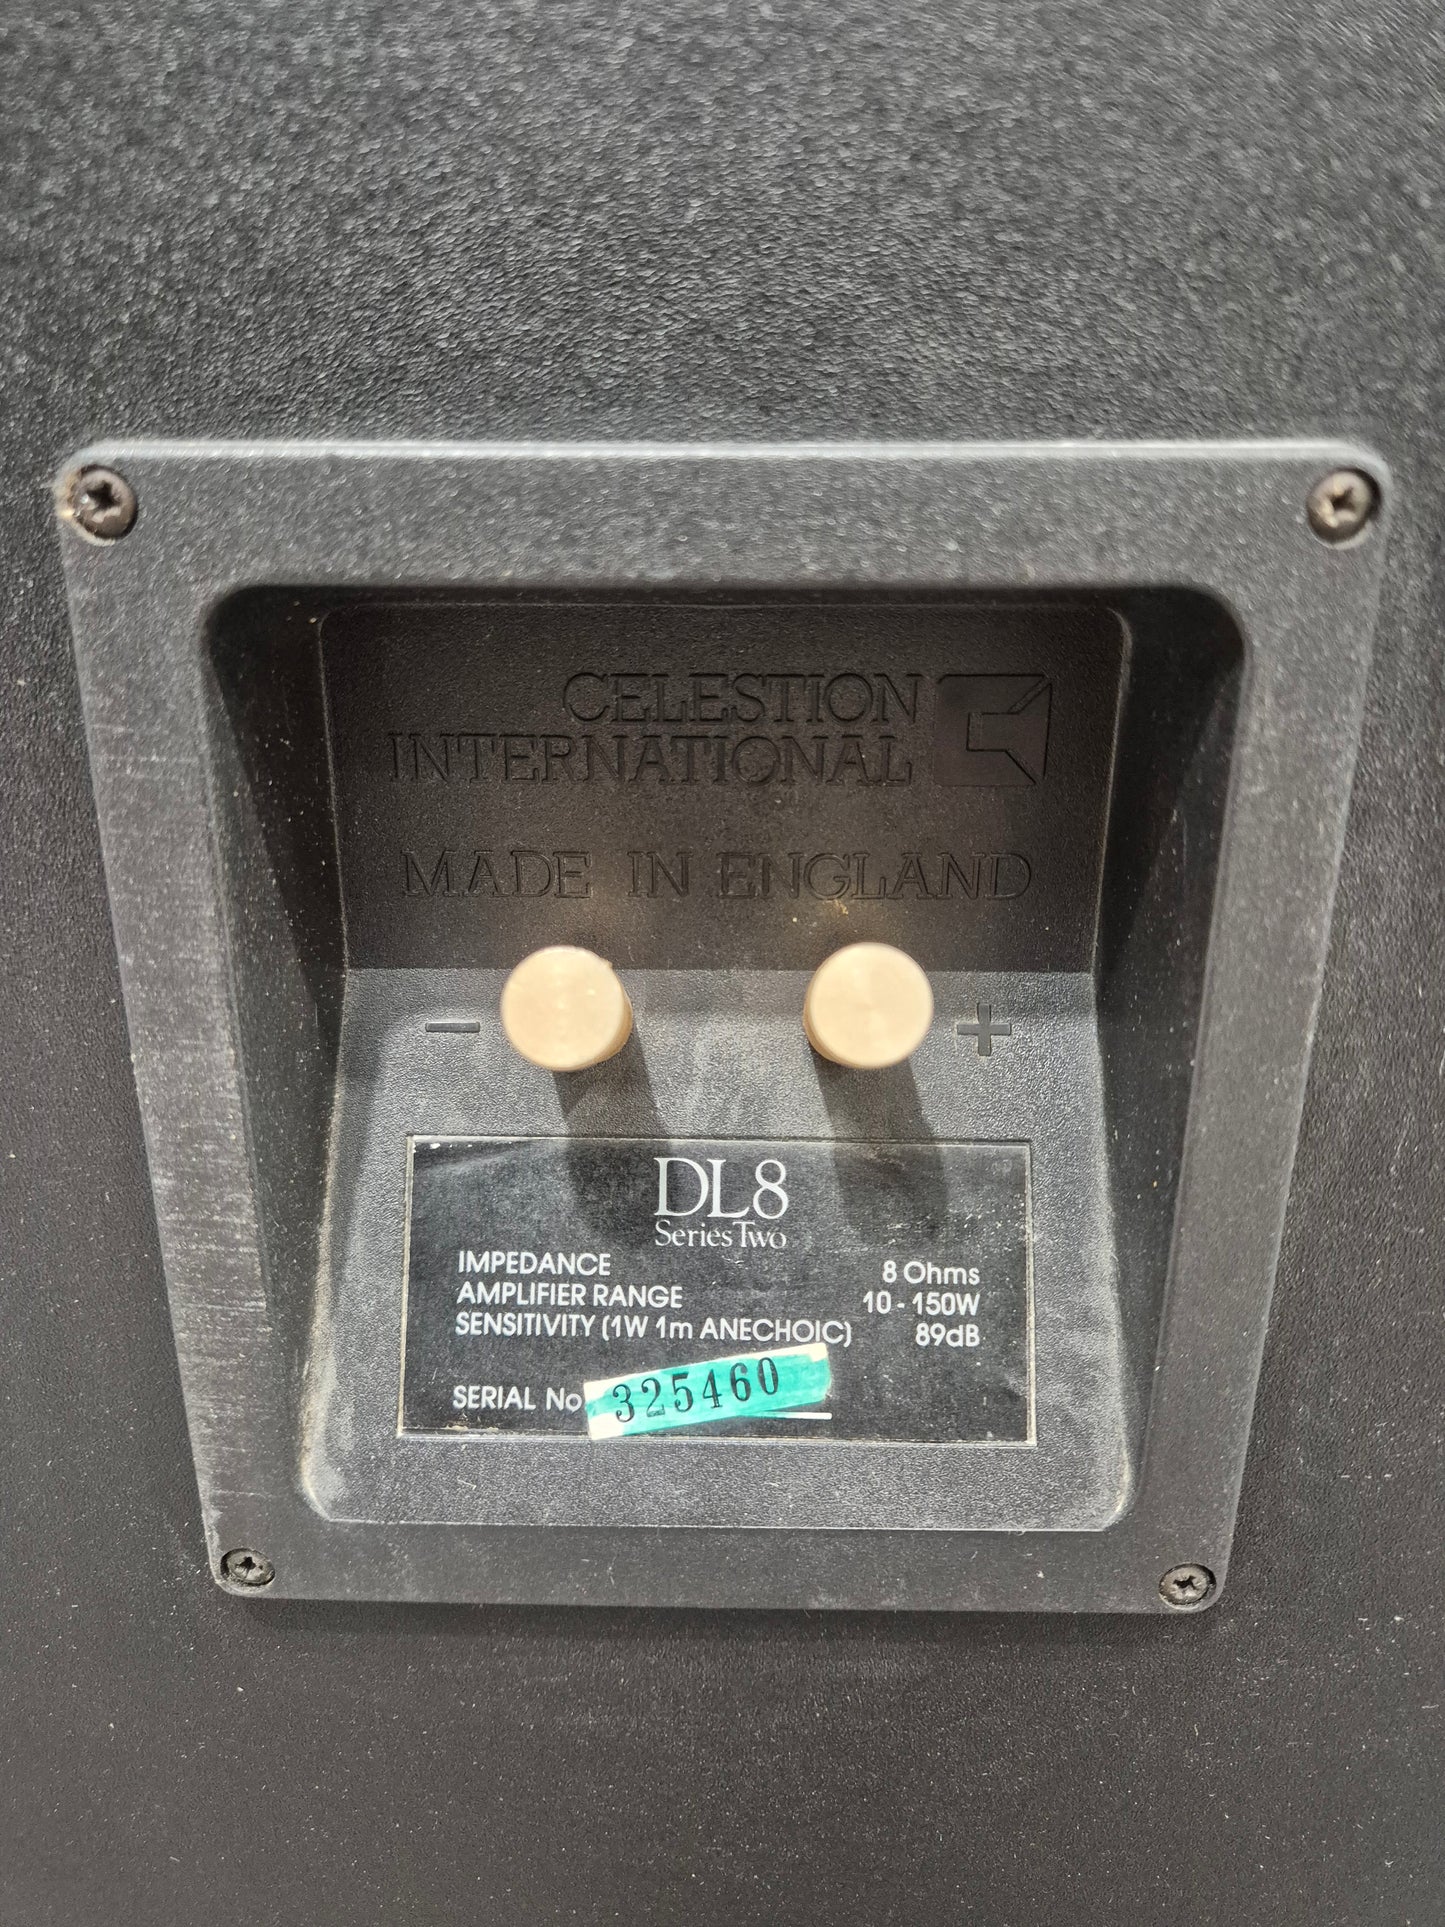 CELESTION
INTERNATIONAL
MADE IN ENGLAND
− +
DL8
Series Two
IMPEDANCE 8 Ohms
AMPLIFIER RANGE 10 - 150W
SENSITIVITY (1W 1m ANECHOIC) 89dB
SERIAL No 325460